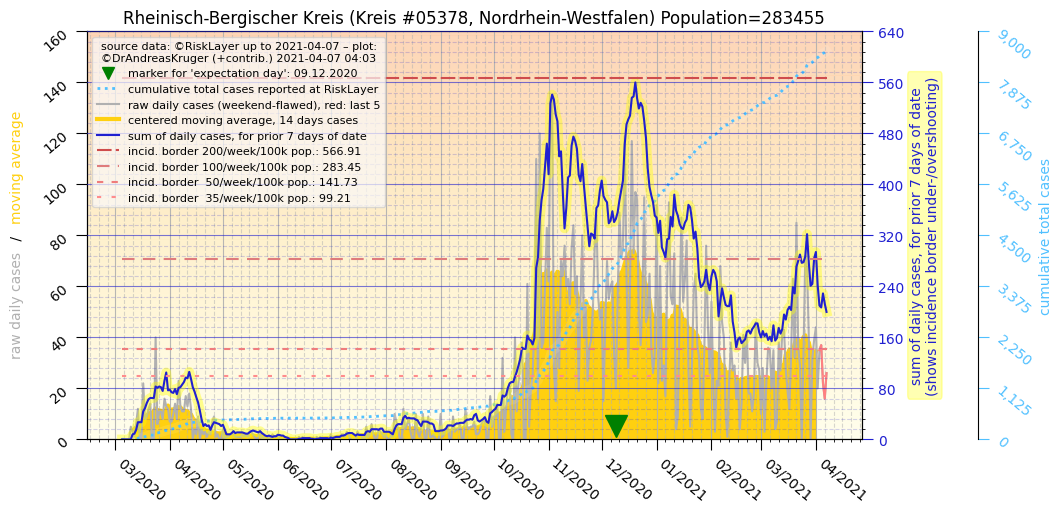 Rheinisch-Bergischer Kreis (Kreis #05378, Nordrhein-Westfalen) Population=283455
source data: ©RiskLayer up to 2021-04-07 – plot:
©DrAndreasKruger (+contrib.) 2021-04-07 04:03
marker for 'expectation day': 09.12.2020
cumulative total cases reported at RiskLayer
raw daily cases (weekend-flawed), red: last 5
centered moving average, 14 days cases
sum of daily cases, for prior 7 days of date
incid. border 200/week/100k pop.: 566.91
incid. border 100/week/100k pop.: 283.45
incid. border  50/week/100k pop.: 141.73
incid. border  35/week/100k pop.: 99.21
raw daily cases  /  moving average
160
140
120
100
80
60
40
20
0
03/2020
04/2020
05/2020
06/2020
07/2020
08/2020
09/2020
10/2020
11/2020
12/2020
01/2021
02/2021
03/2021
04/2021
640
560
480
400
320
240
160
80
0
sum of daily cases, for prior 7 days of date
(shows incidence border under-/overshooting)
9,000
7,875
6,750
5,625
4,500
3,375
2,250
1,125
0
cumulative total cases